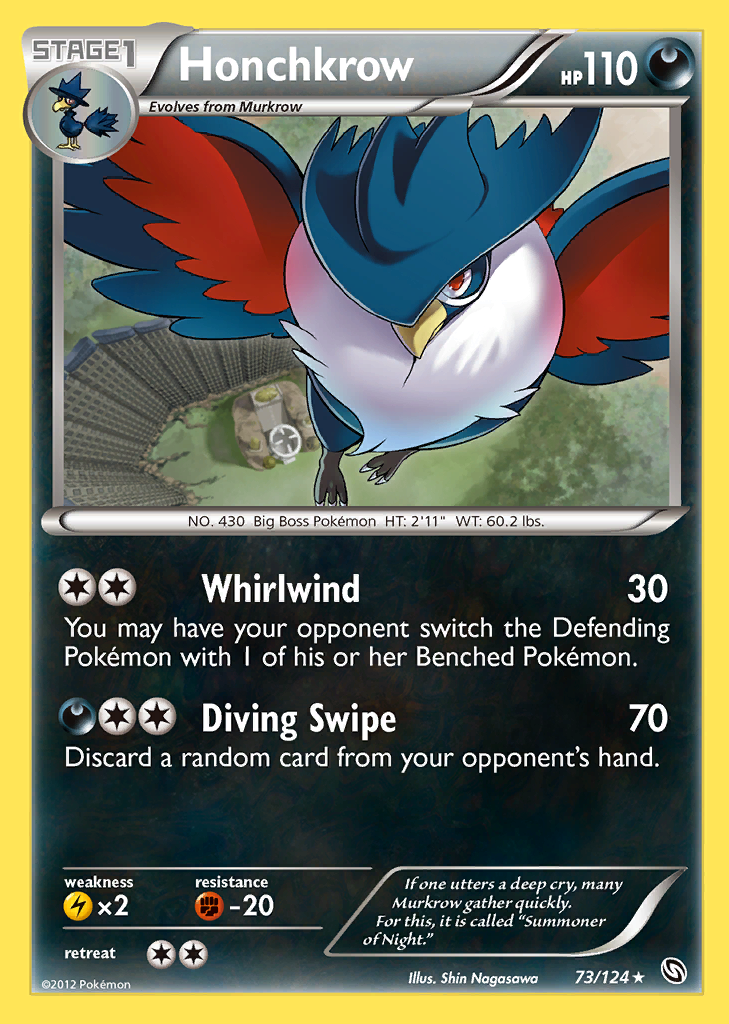 STAGE1
Honchkrow
HP110
Evolves from Murkrow
NO. 430 Big Boss Pokémon HT: 2'11" WT: 60.2 lbs.
Whirlwind 30
You may have your opponent switch the Defending
Pokémon with 1 of his or her Benched Pokémon.
Diving Swipe 70
Discard a random card from your opponent's hand.
weakness
×2
resistance
-20
retreat
If one utters a deep cry, many
Murkrow gather quickly.
For this, it is called “Summoner
of Night.”
©2012 Pokémon
Illus. Shin Nagasawa
73/124 ★